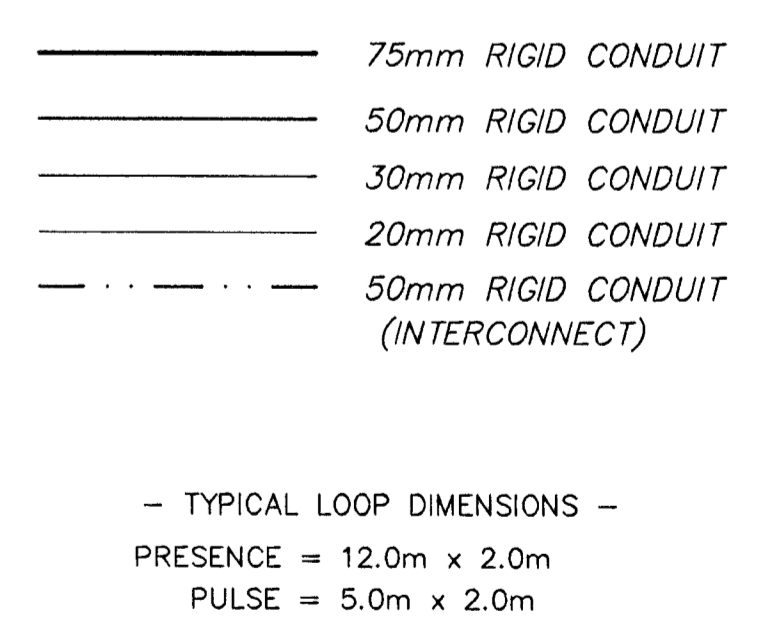 75mm RIGID CONDUIT
50mm RIGID CONDUIT
30mm RIGID CONDUIT
20mm RIGID CONDUIT
50mm RIGID CONDUIT
(INTERCONNECT)
– TYPICAL LOOP DIMENSIONS –
PRESENCE = 12.0m x 2.0m
PULSE = 5.0m x 2.0m